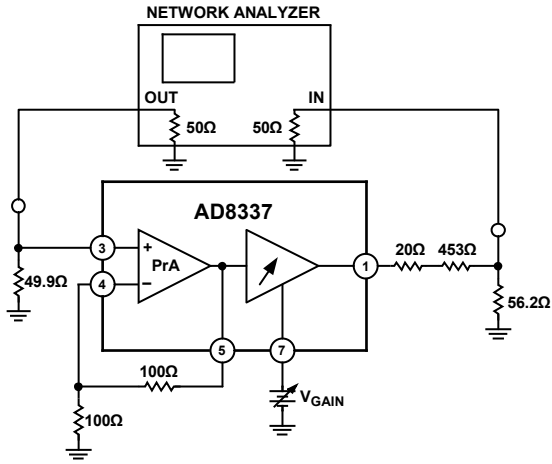 NETWORK ANALYZER
OUT
IN
50Ω
50Ω
AD8337
3
+
PrA
4
−
1
20Ω
453Ω
49.9Ω
56.2Ω
5
7
100Ω
VGAIN
100Ω